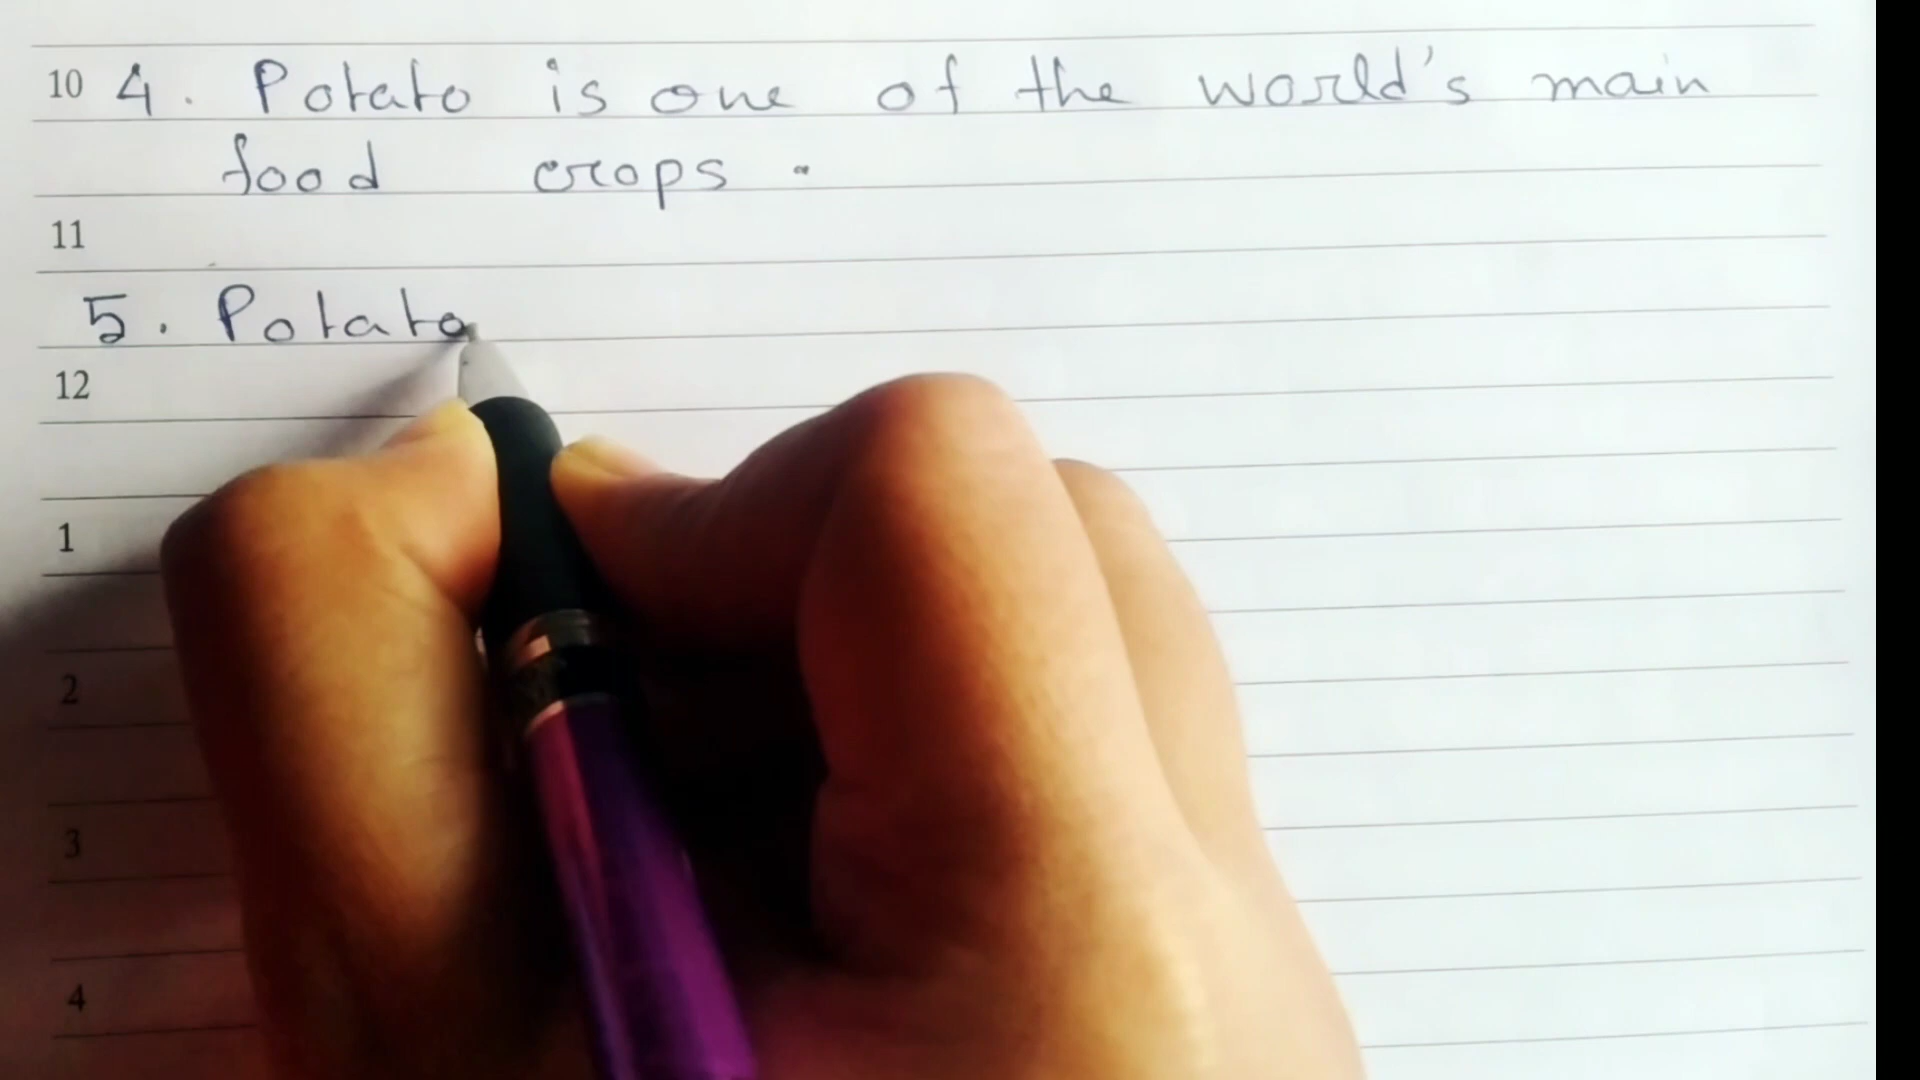 10 4. Potato is one of the world's main
food crops.
11
5. Potato
12
1
2
3
4